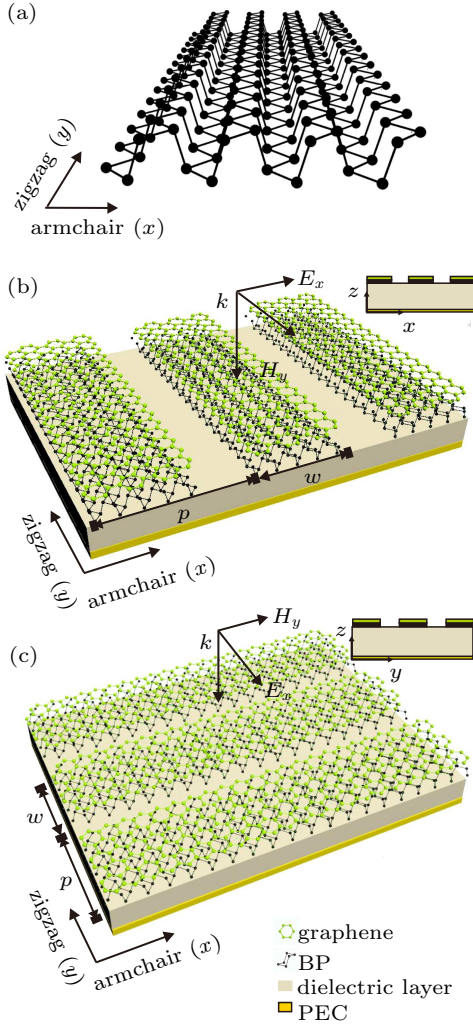 (a)
zigzag (y)
armchair (x)
(b)
E_x
k
H_y
z
x
p
w
zigzag (y)
armchair (x)
(c)
H_y
k
E_x
z
y
w
p
zigzag (y)
armchair (x)
graphene
BP
dielectric layer
PEC